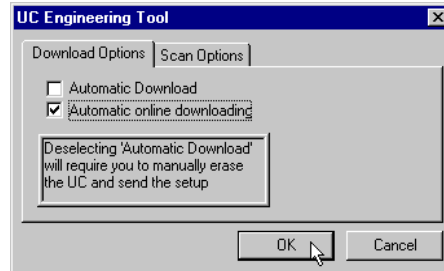 UC Engineering Tool
Download Options
Scan Options
Automatic Download
Automatic online downloading
Deselecting 'Automatic Download'
will require you to manually erase
the UC and send the setup
OK
Cancel